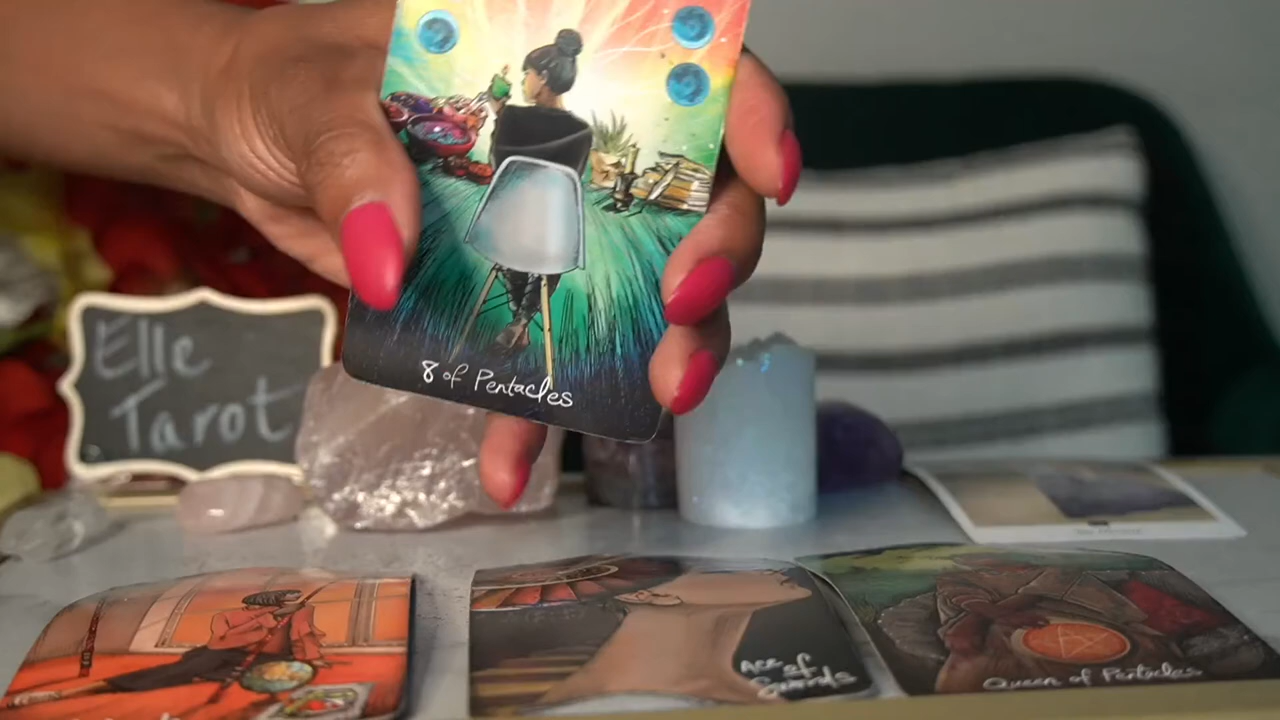 8 of Pentacles
Elle
Tarot
Ace of
Swords
Queen of Pentacles